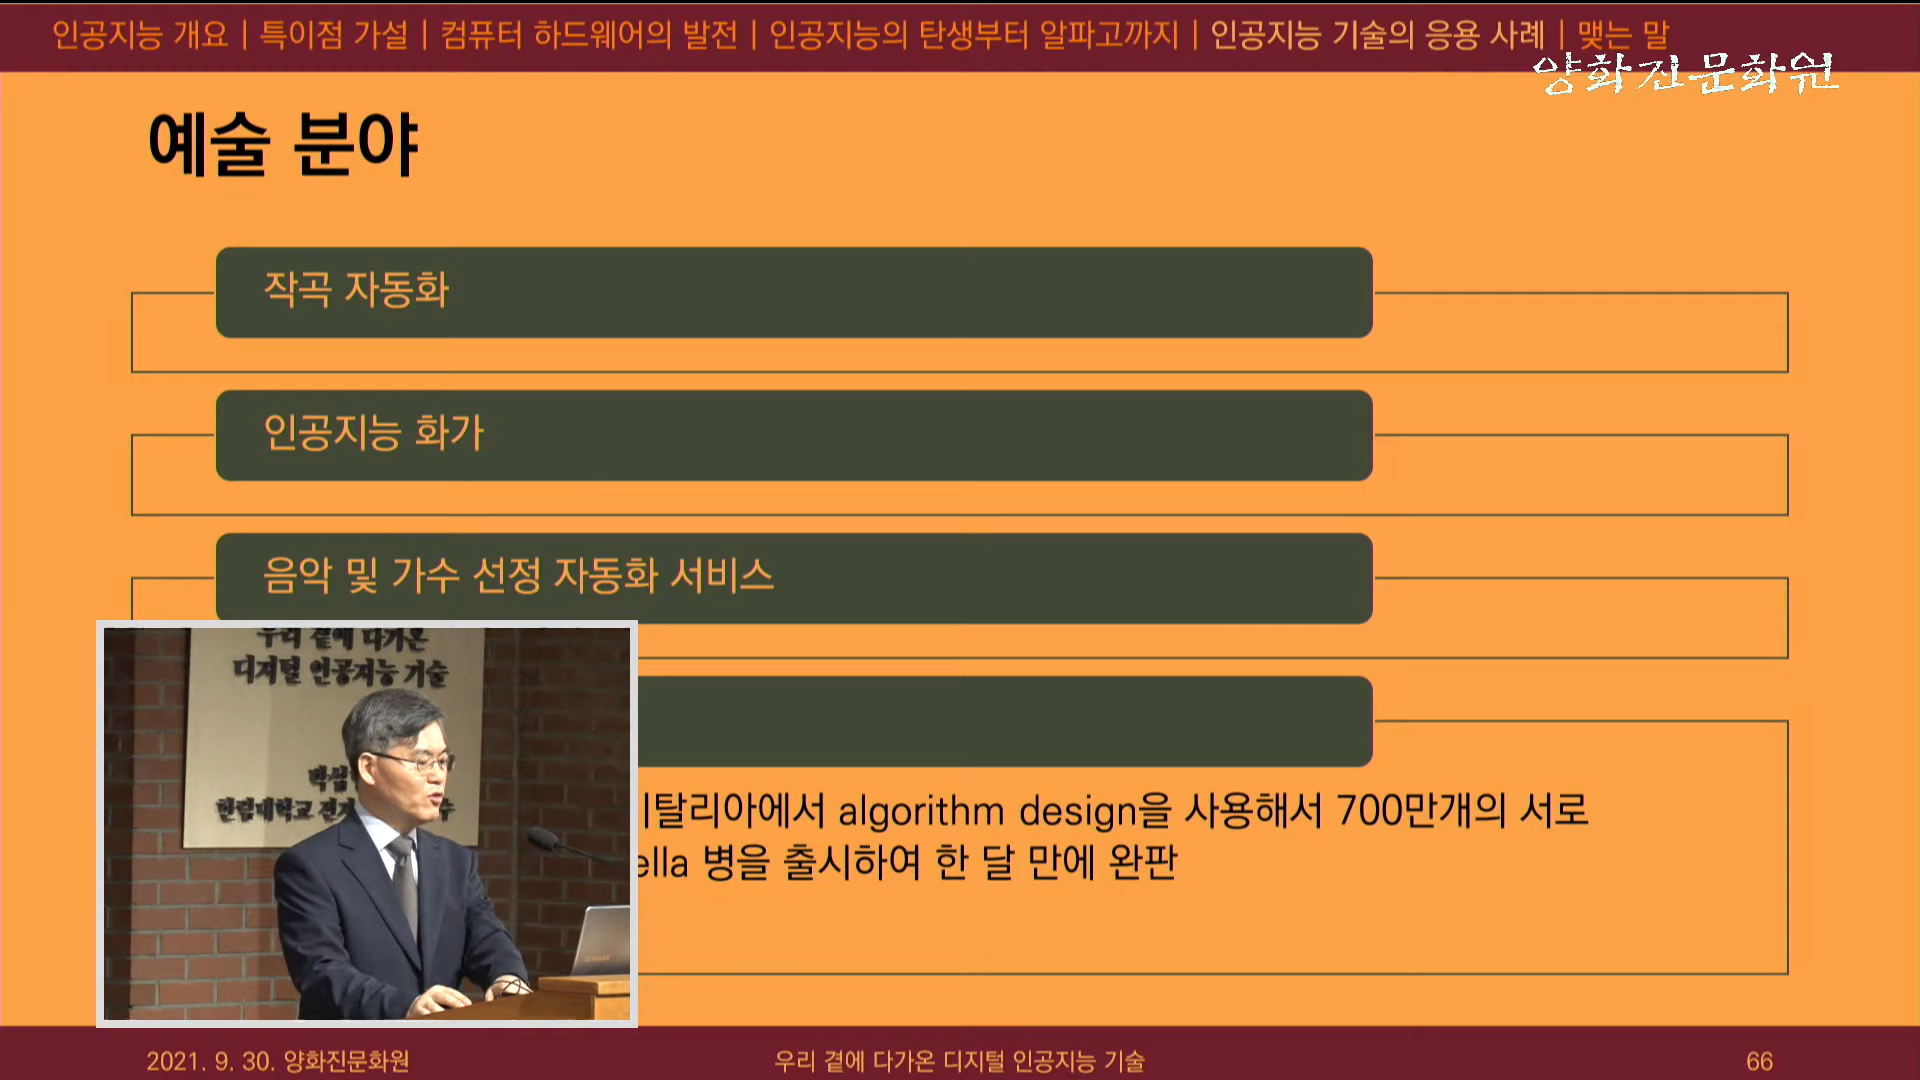 인공지능 개요 | 특이점 가설 | 컴퓨터 하드웨어의 발전 | 인공지능의 탄생부터 알파고까지 | 인공지능 기술의 응용 사례 | 맺는 말
양화진문화원
예술 분야
작곡 자동화
인공지능 화가
음악 및 가수 선정 자동화 서비스
이탈리아에서 algorithm design을 사용해서 700만개의 서로
ella 병을 출시하여 한 달 만에 완판
우리 곁에 다가온
디지털 인공지능 기술
한림대학교
2021. 9. 30. 양화진문화원
우리 곁에 다가온 디지털 인공지능 기술
66